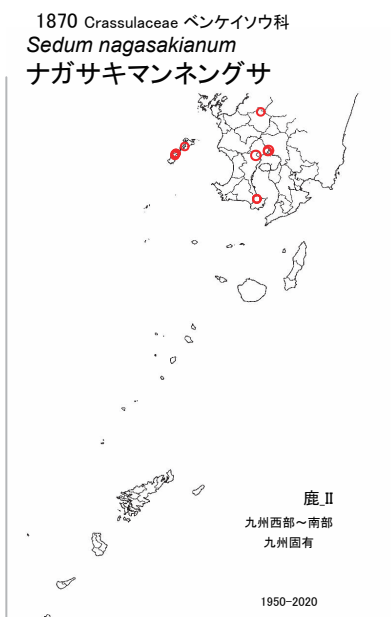 1870 Crassulaceae ベンケイソウ科
Sedum nagasakianum
ナガサキマンネングサ
鹿_II
九州西部～南部
九州固有
1950-2020